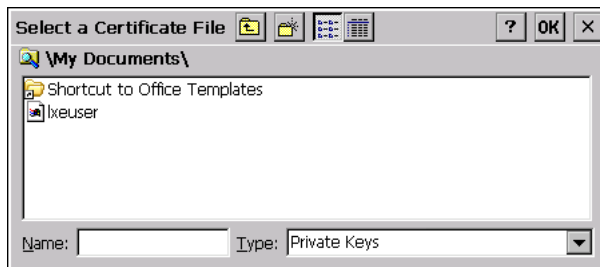 Select a Certificate File ? OK ×
\My Documents\
Shortcut to Office Templates
lxeuser
Name: Type: Private Keys